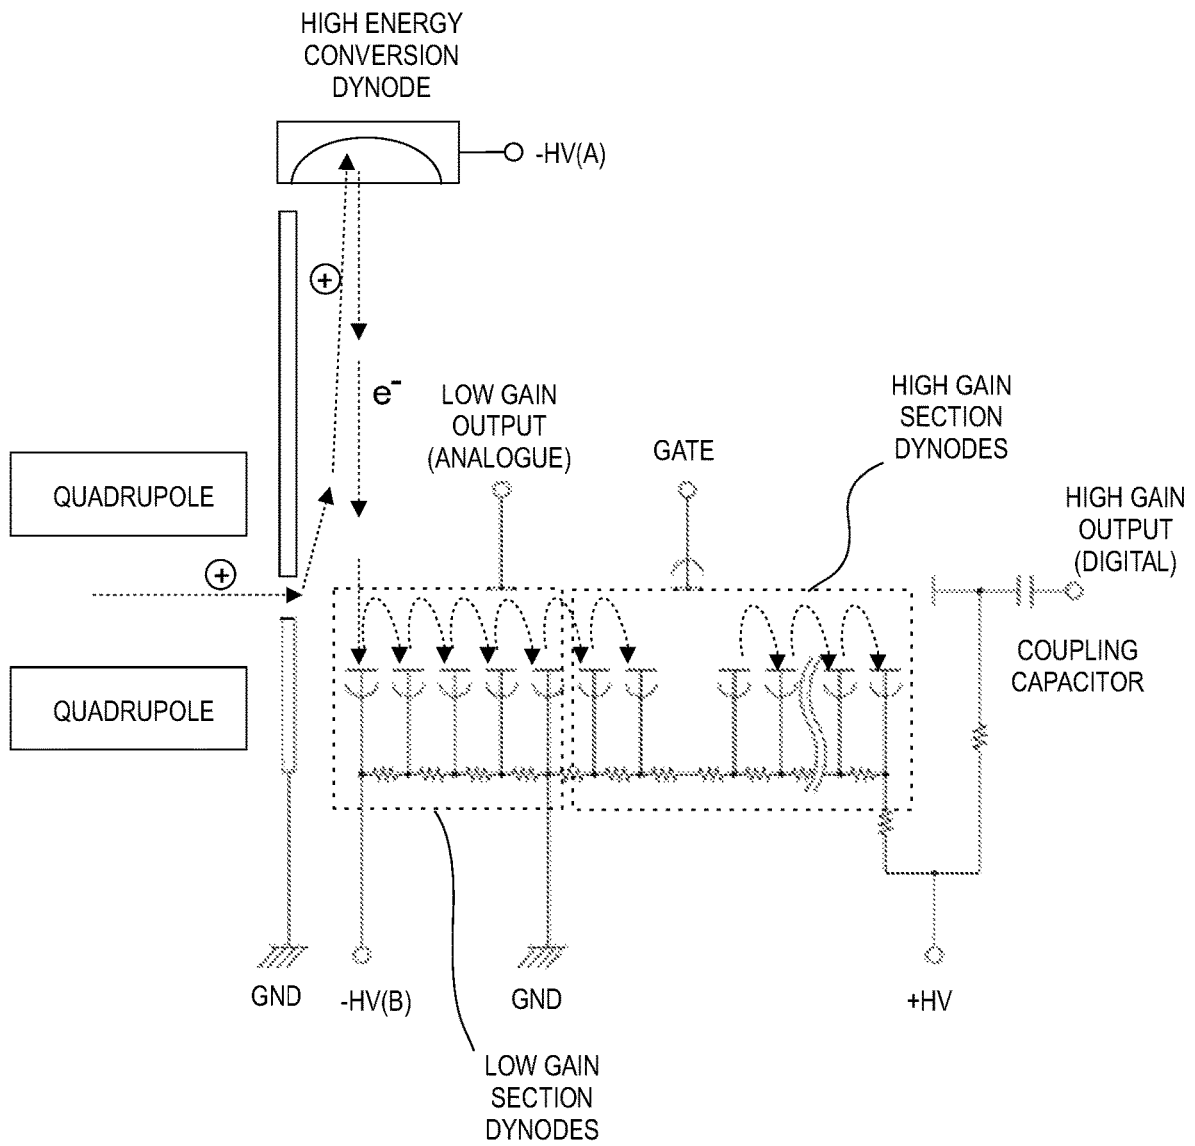 HIGH ENERGY
CONVERSION
DYNODE
-HV(A)
+
e-
LOW GAIN
OUTPUT
(ANALOGUE)
GATE
HIGH GAIN
SECTION
DYNODES
QUADRUPOLE
HIGH GAIN
OUTPUT
(DIGITAL)
+
COUPLING
CAPACITOR
QUADRUPOLE
GND
-HV(B)
GND
+HV
LOW GAIN
SECTION
DYNODES